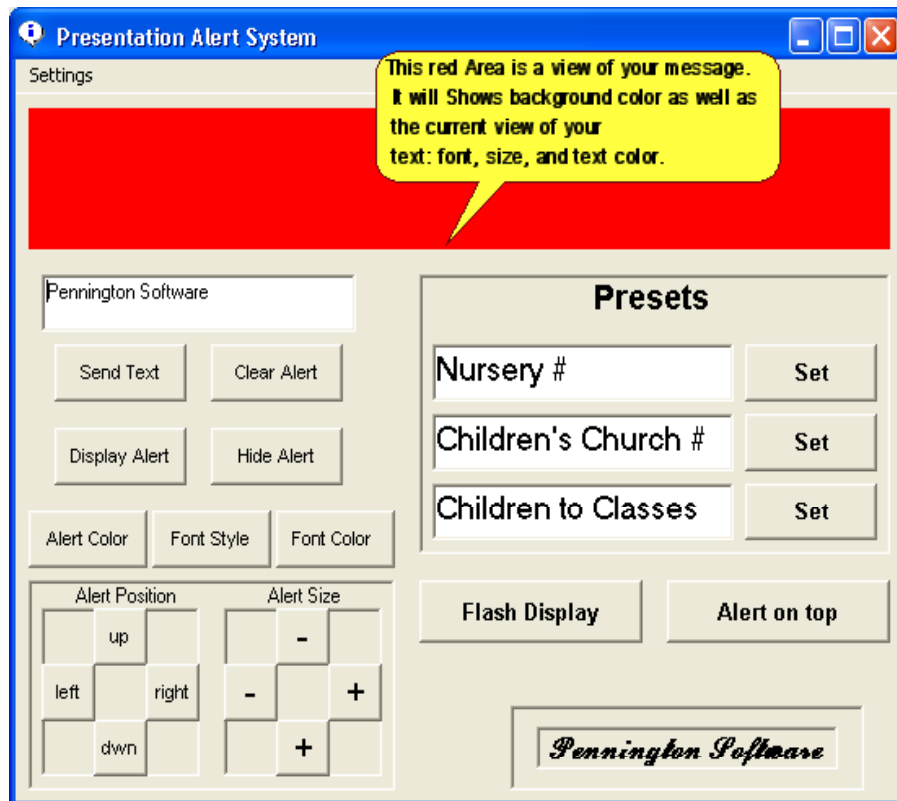 Presentation Alert System
Settings
This red Area is a view of your message.
It will Shows background color as well as
the current view of your
text: font, size, and text color.
Pennington Software
Send Text
Clear Alert
Display Alert
Hide Alert
Alert Color
Font Style
Font Color
Alert Position
up
left
right
dwn
Alert Size
-
-
+
+
Presets
Nursery #
Set
Children's Church #
Set
Children to Classes
Set
Flash Display
Alert on top
Pennington Software